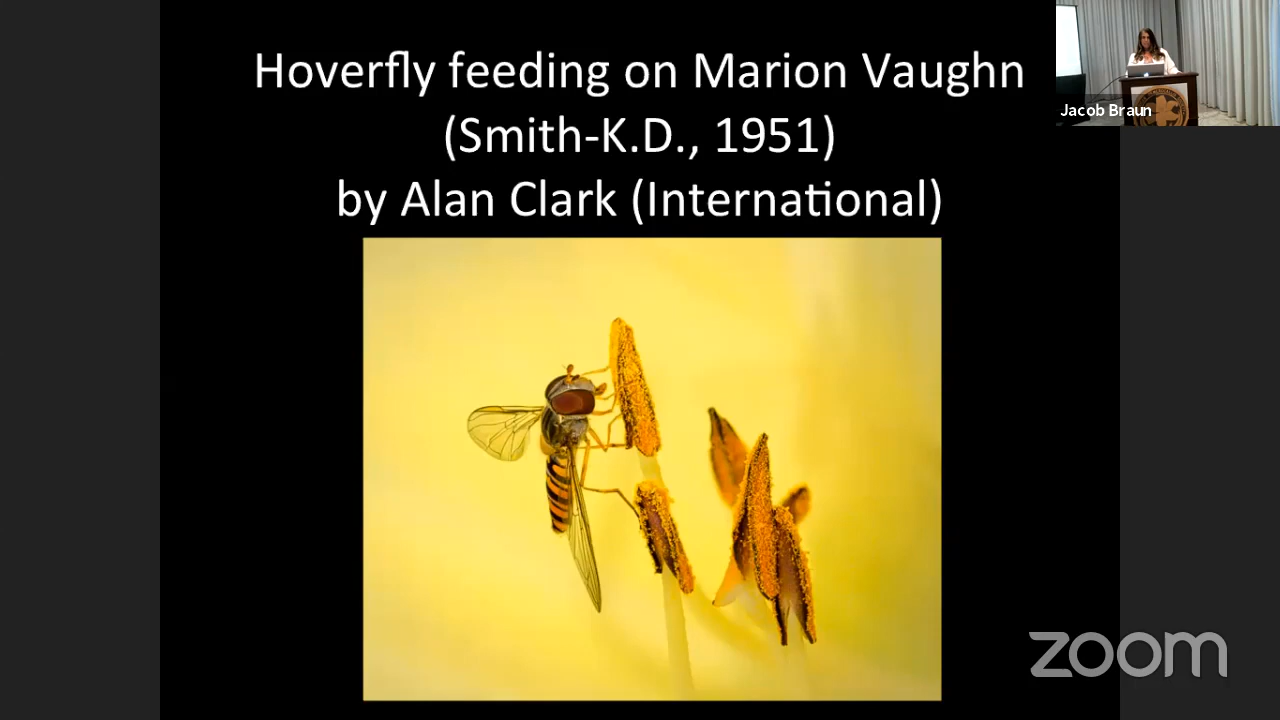 Hoverfly feeding on Marion Vaughn
(Smith-K.D., 1951)
by Alan Clark (International)
Jacob Braun
zoom